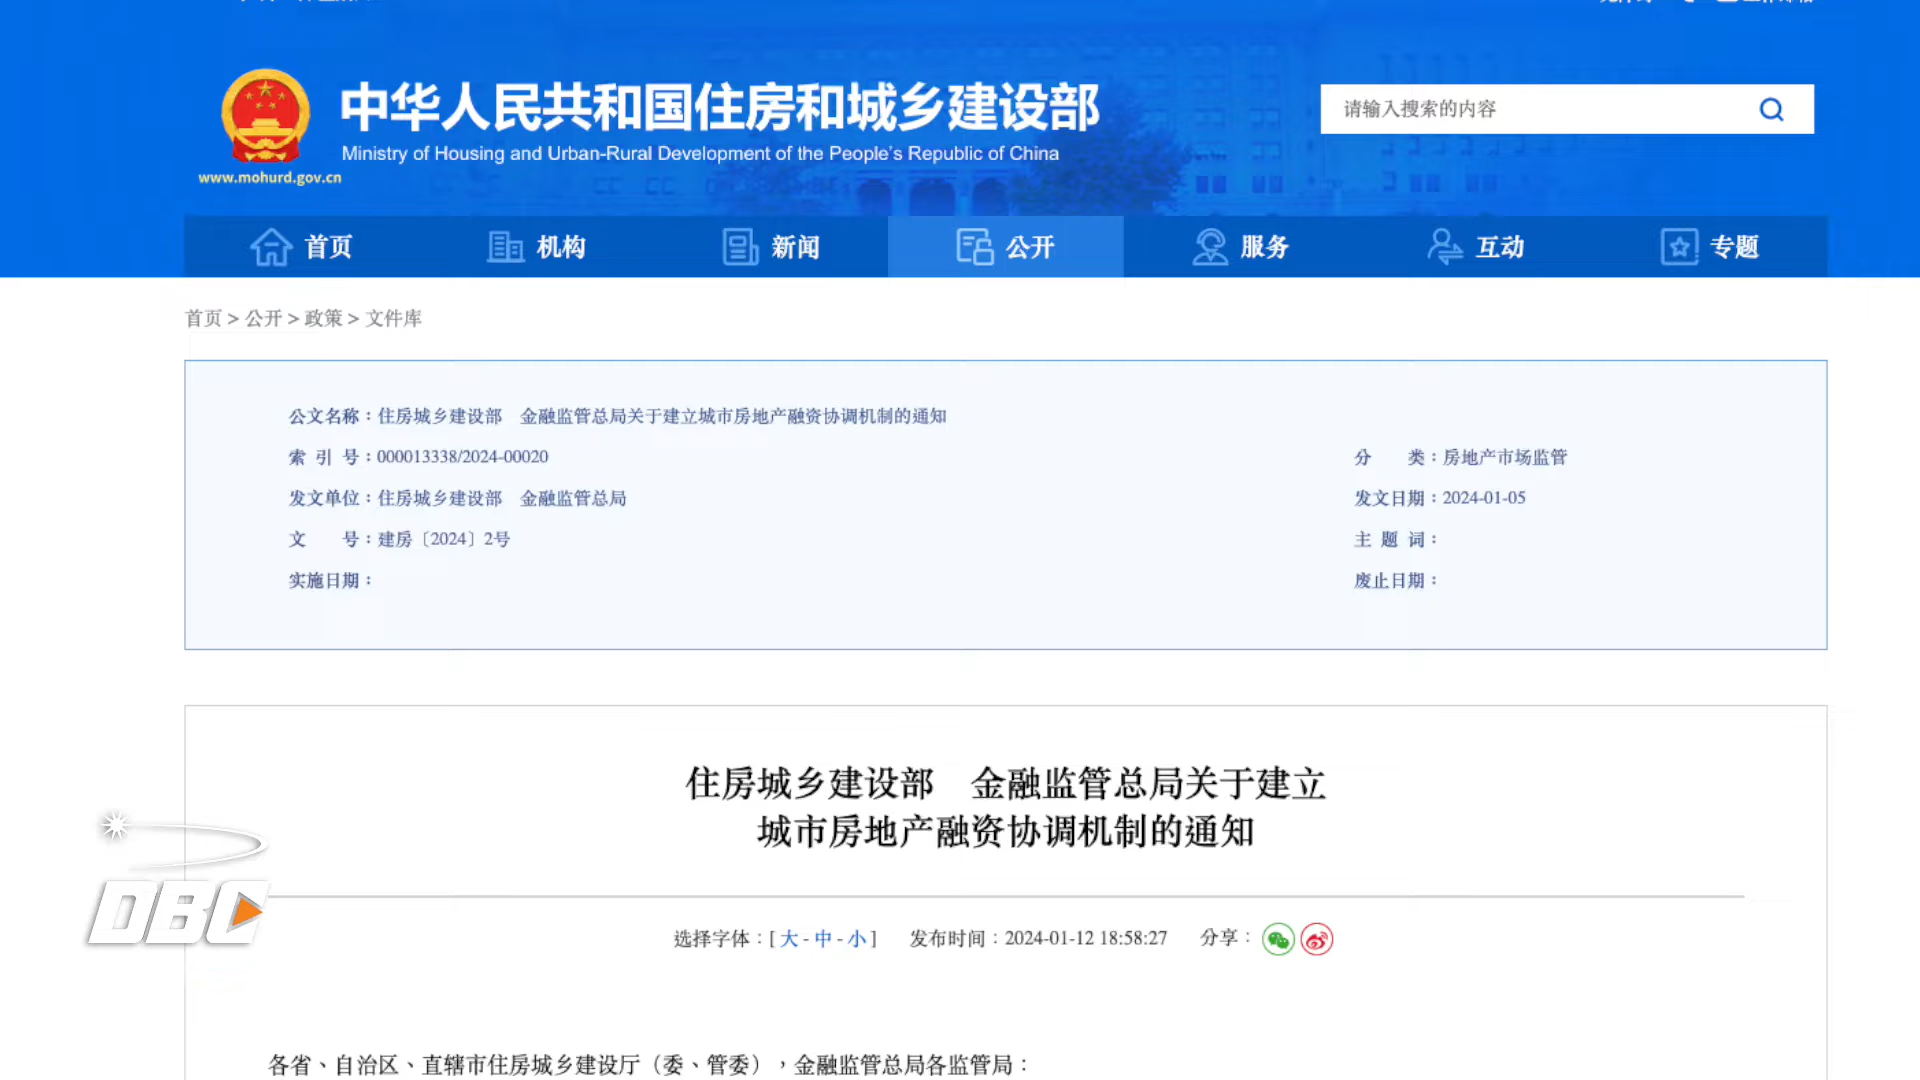 中华人民共和国住房和城乡建设部
Ministry of Housing and Urban-Rural Development of the People's Republic of China
www.mohurd.gov.cn
请输入搜索的内容
首页 机构 新闻 公开 服务 互动 专题
首页 > 公开 > 政策 > 文件库
公文名称：住房城乡建设部 金融监管总局关于建立城市房地产融资协调机制的通知
索 引 号：000013338/2024-00020 分 类：房地产市场监管
发文单位：住房城乡建设部 金融监管总局 发文日期：2024-01-05
文 号：建房〔2024〕2号 主 题 词：
实施日期： 废止日期：
住房城乡建设部 金融监管总局关于建立
城市房地产融资协调机制的通知
DBC
选择字体：[ 大 - 中 - 小 ] 发布时间：2024-01-12 18:58:27 分享：
各省、自治区、直辖市住房城乡建设厅（委、管委），金融监管总局各监管局：